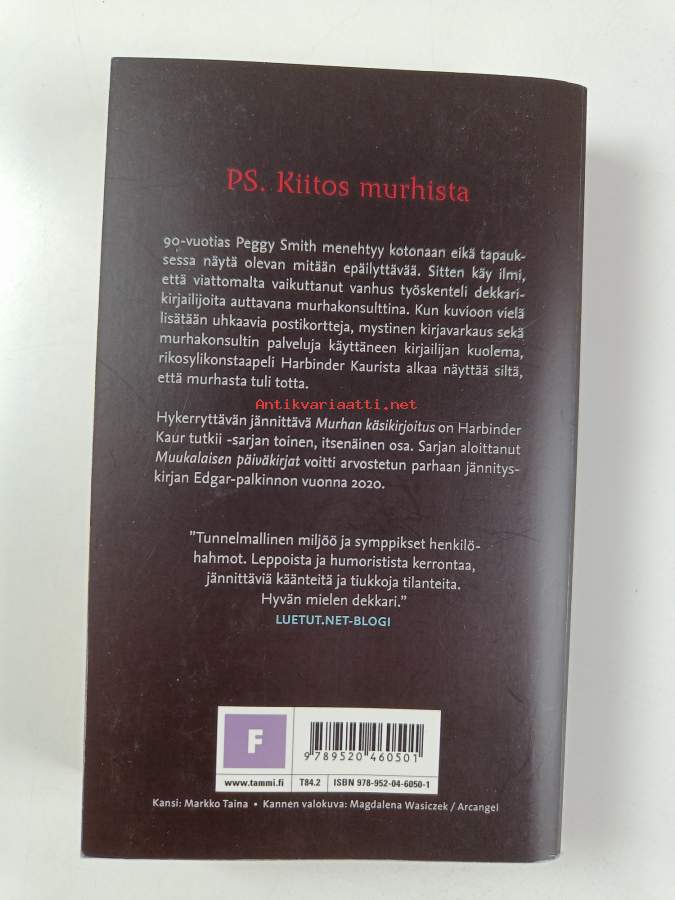 PS. Kiitos murhista
90-vuotias Peggy Smith menehtyy kotonaan eikä tapauk-
sessa näytä olevan mitään epäilyttävää. Sitten käy ilmi,
että viattomalta vaikuttanut vanhus työskenteli dekkari-
kirjailijoita auttavana murhakonsulttina. Kun kuvioon vielä
lisätään uhkaavia postikortteja, mystinen kirjavarkaus sekä
murhakonsultin palveluja käyttäneen kirjailijan kuolema,
rikosylikonstaapeli Harbinder Kaurista alkaa näyttää siltä,
että murhasta tuli totta.
Antikvariaatti.net
Hykerryttävän jännittävä Murhan käsikirjoitus on Harbinder
Kaur tutkii -sarjan toinen, itsenäinen osa. Sarjan aloittanut
Muukalaisen päiväkirjat voitti arvostetun parhaan jännitys-
kirjan Edgar-palkinnon vuonna 2020.
”Tunnelmallinen miljöö ja symppikset henkilö-
hahmot. Leppoista ja humoristista kerrontaa,
jännittäviä käänteitä ja tiukkoja tilanteita.
Hyvän mielen dekkari.”
LUETUT.NET-BLOGI
F
9 789520 460501
www.tammi.fi T84.2 ISBN 978-952-04-6050-1
Kansi: Markko Taina • Kannen valokuva: Magdalena Wasiczek / Arcangel